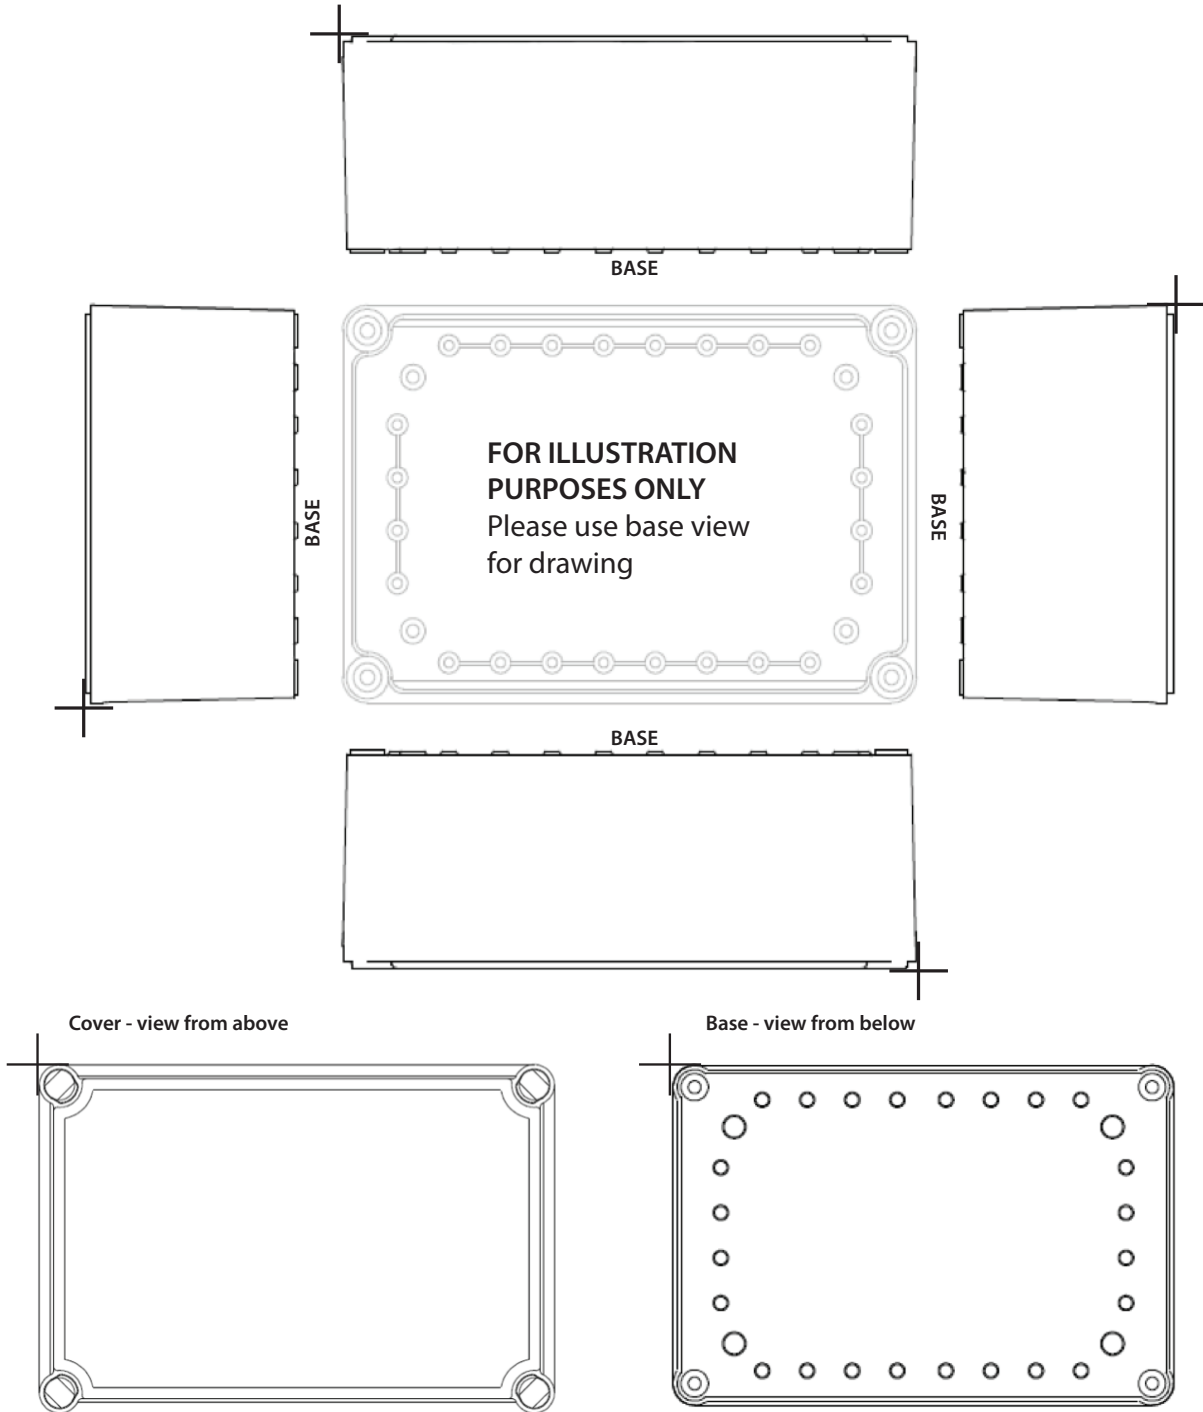 BASE
FOR ILLUSTRATION
PURPOSES ONLY
Please use base view
for drawing
BASE
BASE
BASE
Cover - view from above
Base - view from below